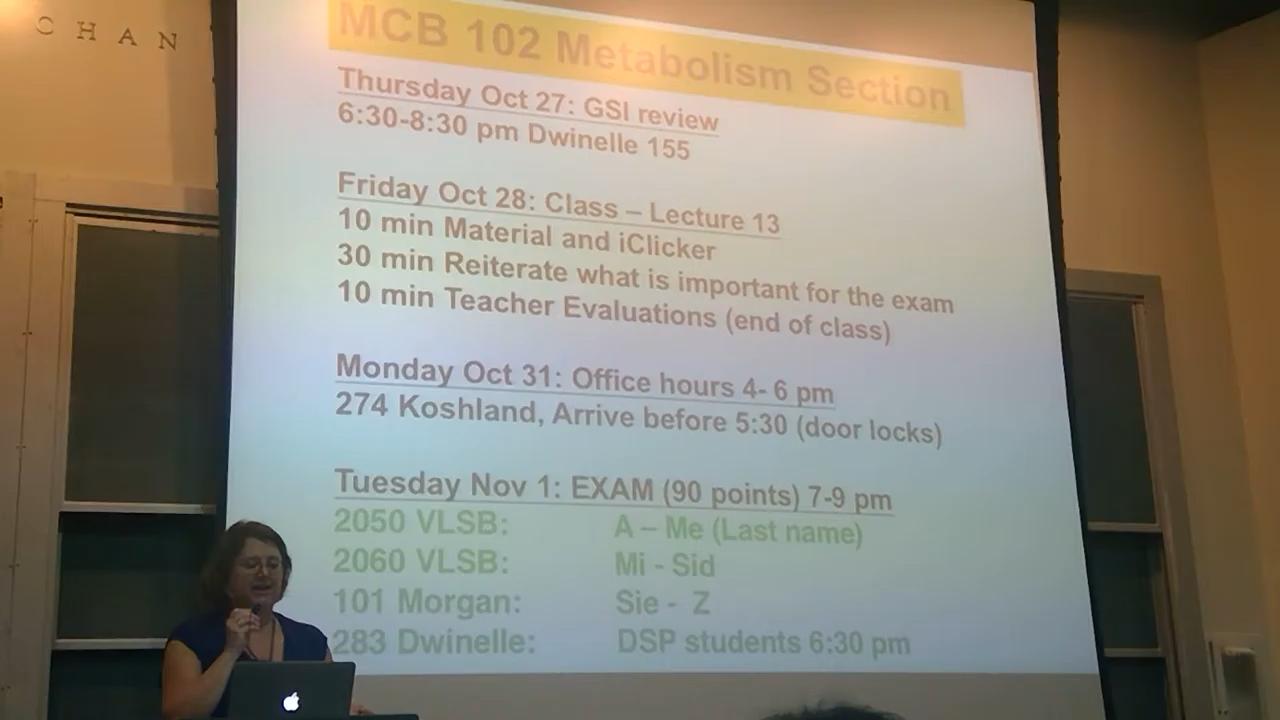 CHAN
MCB 102 Metabolism Section
Thursday Oct 27: GSI review
6:30-8:30 pm Dwinelle 155
Friday Oct 28: Class – Lecture 13
10 min Material and iClicker
30 min Reiterate what is important for the exam
10 min Teacher Evaluations (end of class)
Monday Oct 31: Office hours 4- 6 pm
274 Koshland, Arrive before 5:30 (door locks)
Tuesday Nov 1: EXAM (90 points) 7-9 pm
2050 VLSB: A – Me (Last name)
2060 VLSB: Mi - Sid
101 Morgan: Sie - Z
283 Dwinelle: DSP students 6:30 pm